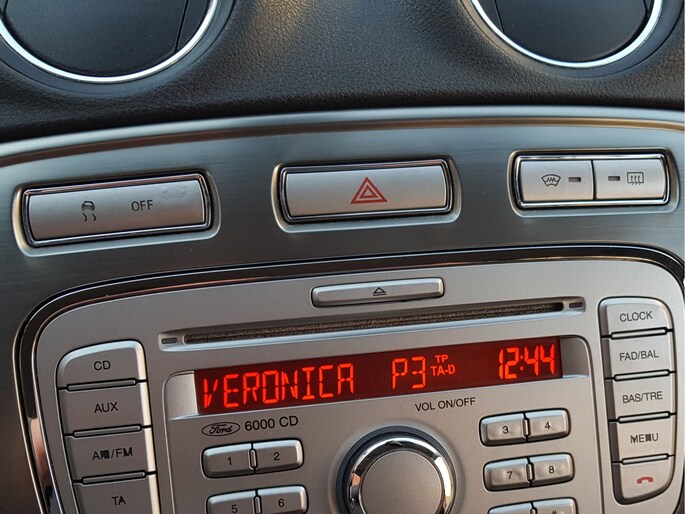 OFF
VERONICA P3 TP TA-D 12:44
Ford 6000 CD
VOL ON/OFF
CD
AUX
AM/FM
TA
1 2
5 6
3 4
7 8
CLOCK
FAD/BAL
BAS/TRE
MENU